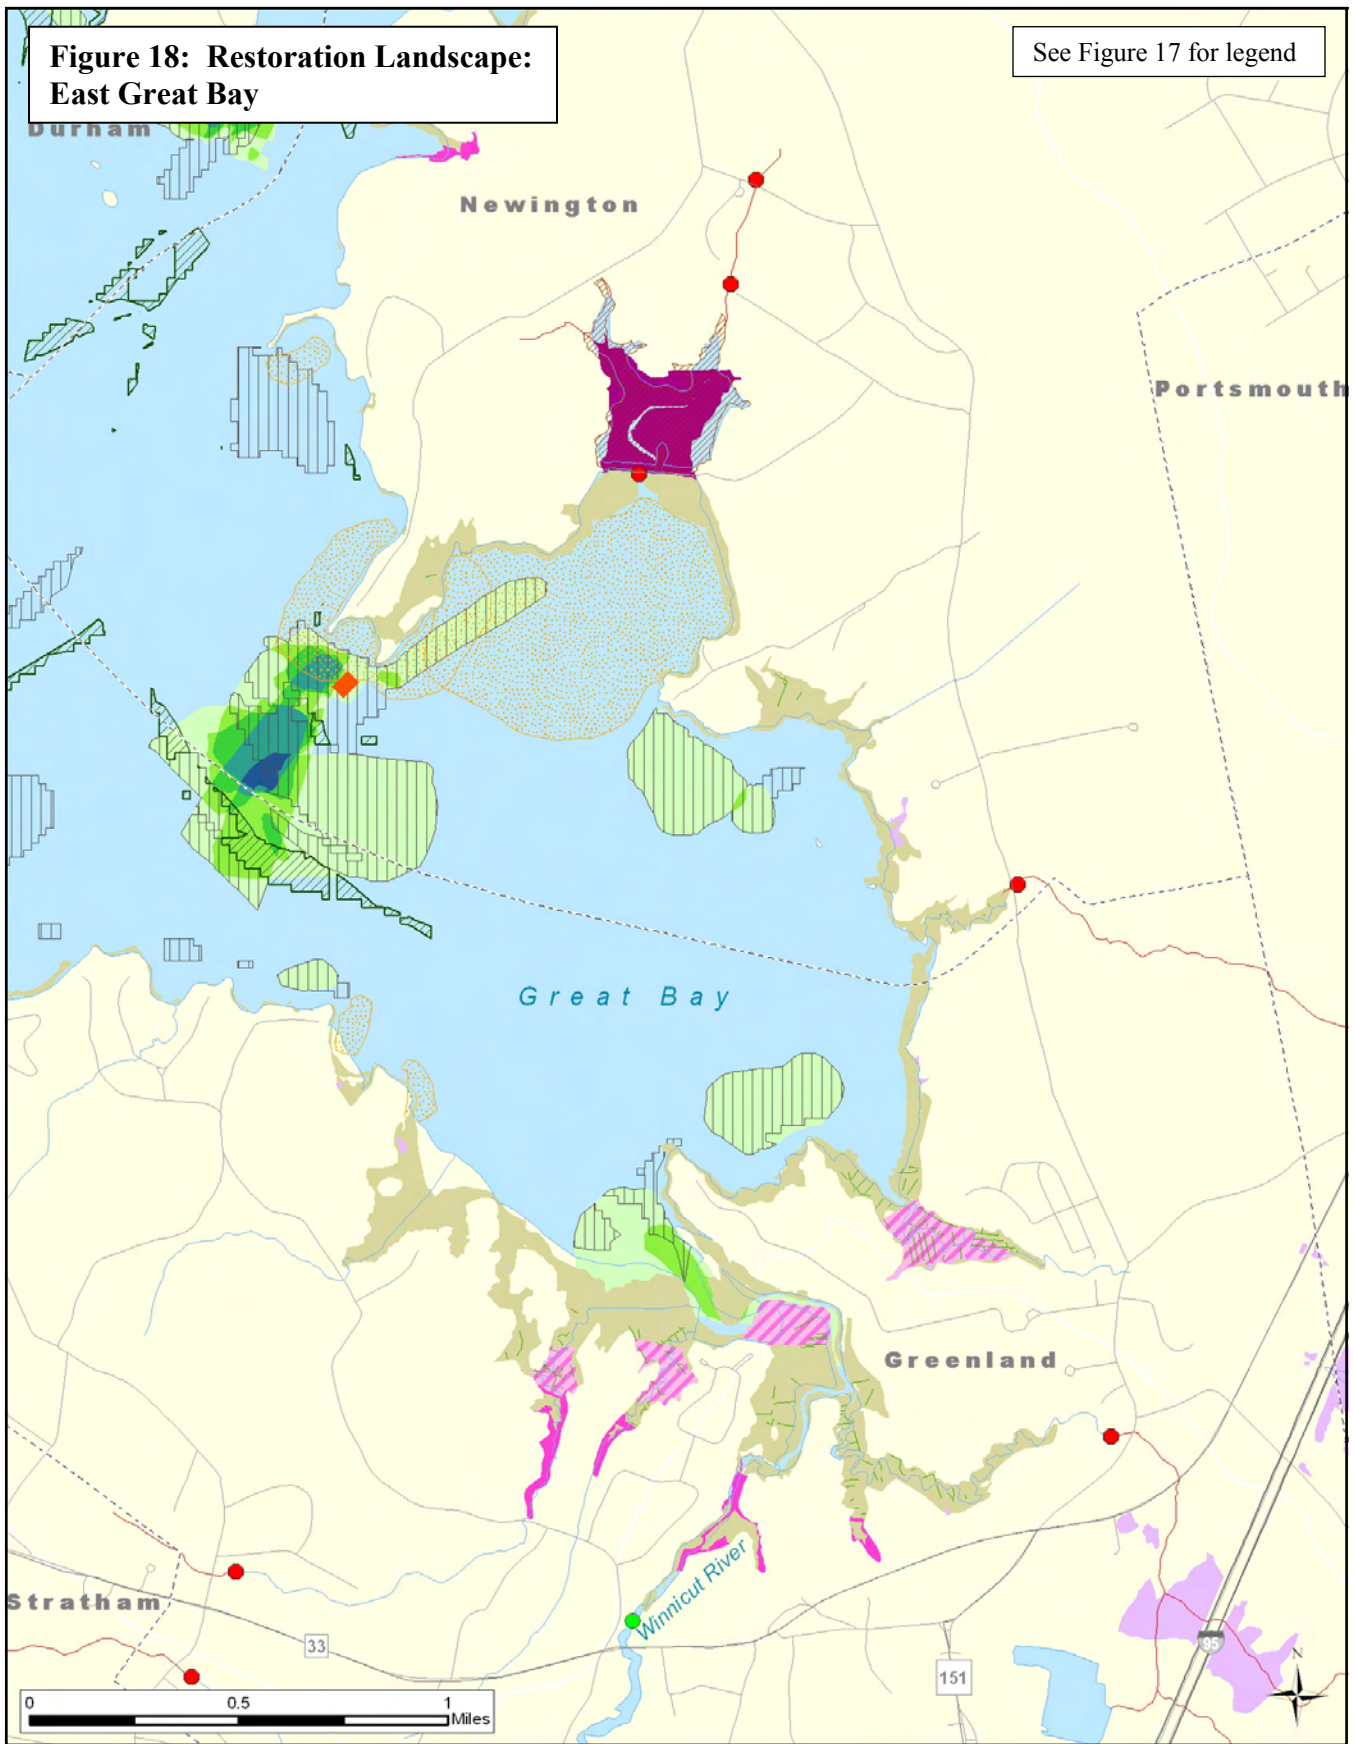 Figure 18: Restoration Landscape:
East Great Bay
See Figure 17 for legend
Durham
Newington
Portsmouth
Great Bay
Greenland
Winnicut River
Stratham
33
95
151
N
0 0.5 1
Miles